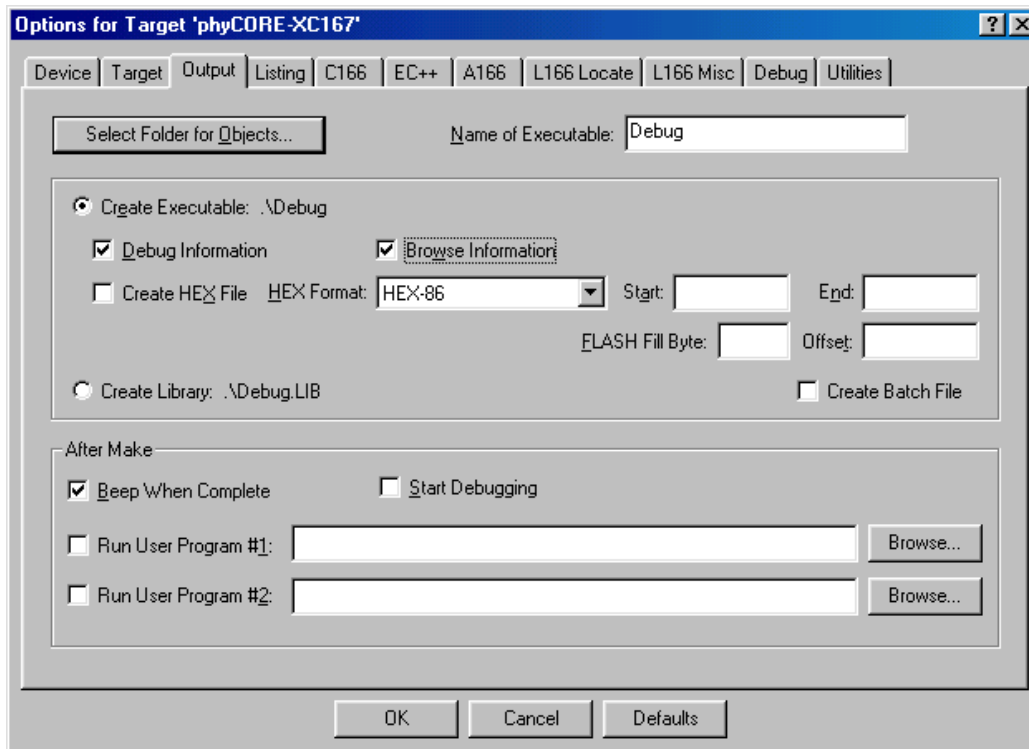 Options for Target 'phyCORE-XC167'
Device Target Output Listing C166 EC++ A166 L166 Locate L166 Misc Debug Utilities
Select Folder for Objects... Name of Executable: Debug
Create Executable: .\Debug
Debug Information Browse Information
Create HEX File HEX Format: HEX-86 Start: End:
FLASH Fill Byte: Offset:
Create Library: .\Debug.LIB Create Batch File
After Make
Beep When Complete Start Debugging
Run User Program #1: Browse...
Run User Program #2: Browse...
OK Cancel Defaults